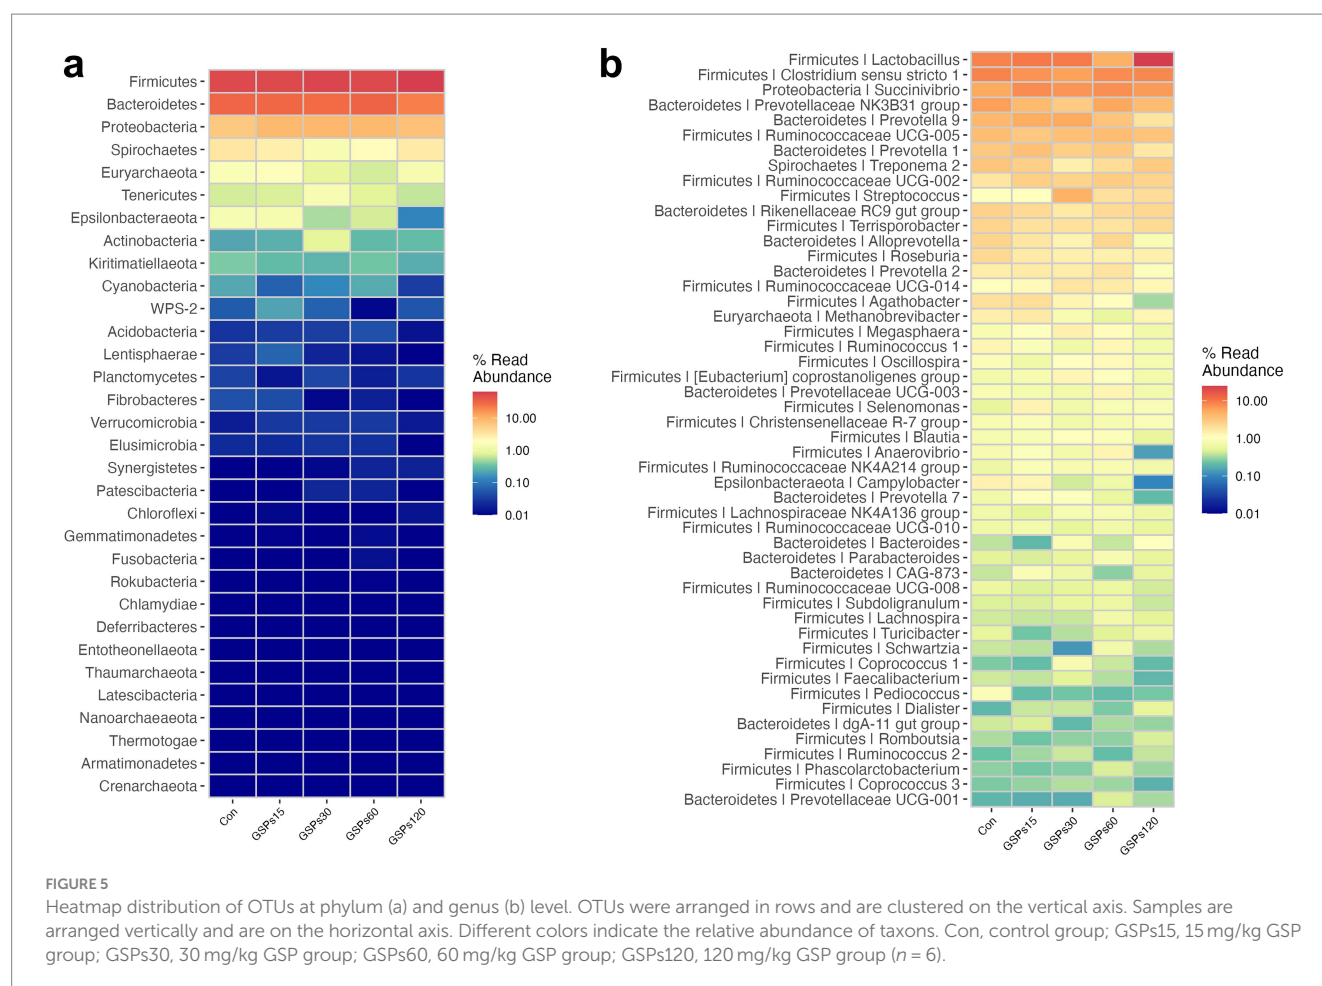 a
Firmicutes
Bacteroidetes
Proteobacteria
Spirochaetes
Euryarchaeota
Tenericutes
Epsilonbacteraeota
Actinobacteria
Kiritimatiellaeota
Cyanobacteria
WPS-2
Acidobacteria
Lentisphaerae
Planctomycetes
Fibrobacteres
Verrucomicrobia
Elusimicrobia
Synergistetes
Patescibacteria
Chloroflexi
Gemmatimonadetes
Fusobacteria
Rokubacteria
Chlamydiae
Deferribacteres
Entotheonellaeota
Thaumarchaeota
Latescibacteria
Nanoarchaeaeota
Thermotogae
Armatimonadetes
Crenarchaeota
Con
GSPs15
GSPs30
GSPs60
GSPs120
% Read
Abundance
10.00
1.00
0.10
0.01
b
Firmicutes | Lactobacillus
Firmicutes | Clostridium sensu stricto 1
Proteobacteria | Succinivibrio
Bacteroidetes | Prevotellaceae NK3B31 group
Bacteroidetes | Prevotella 9
Firmicutes | Ruminococcaceae UCG-005
Bacteroidetes | Prevotella 1
Spirochaetes | Treponema 2
Firmicutes | Ruminococcaceae UCG-002
Firmicutes | Streptococcus
Bacteroidetes | Rikenellaceae RC9 gut group
Firmicutes | Terrisporobacter
Bacteroidetes | Alloprevotella
Firmicutes | Roseburia
Bacteroidetes | Prevotella 2
Firmicutes | Ruminococcaceae UCG-014
Firmicutes | Agathobacter
Euryarchaeota | Methanobrevibacter
Firmicutes | Megasphaera
Firmicutes | Ruminococcus 1
Firmicutes | Oscillospira
Firmicutes | [Eubacterium] coprostanoligenes group
Bacteroidetes | Prevotellaceae UCG-003
Firmicutes | Selenomonas
Firmicutes | Christensenellaceae R-7 group
Firmicutes | Blautia
Firmicutes | Anaerovibrio
Firmicutes | Ruminococcaceae NK4A214 group
Epsilonbacteraeota | Campylobacter
Bacteroidetes | Prevotella 7
Firmicutes | Lachnospiraceae NK4A136 group
Firmicutes | Ruminococcaceae UCG-010
Bacteroidetes | Bacteroides
Bacteroidetes | Parabacteroides
Bacteroidetes | CAG-873
Firmicutes | Ruminococcaceae UCG-008
Firmicutes | Subdoligranulum
Firmicutes | Lachnospira
Firmicutes | Turicibacter
Firmicutes | Schwartzia
Firmicutes | Coprococcus 1
Firmicutes | Faecalibacterium
Firmicutes | Pediococcus
Firmicutes | Dialister
Bacteroidetes | dgA-11 gut group
Firmicutes | Romboutsia
Firmicutes | Ruminococcus 2
Firmicutes | Phascolarctobacterium
Firmicutes | Coprococcus 3
Bacteroidetes | Prevotellaceae UCG-001
Con
GSPs15
GSPs30
GSPs60
GSPs120
% Read
Abundance
10.00
1.00
0.10
0.01
FIGURE 5
Heatmap distribution of OTUs at phylum (a) and genus (b) level. OTUs were arranged in rows and are clustered on the vertical axis. Samples are
arranged vertically and are on the horizontal axis. Different colors indicate the relative abundance of taxons. Con, control group; GSPs15, 15 mg/kg GSP
group; GSPs30, 30 mg/kg GSP group; GSPs60, 60 mg/kg GSP group; GSPs120, 120 mg/kg GSP group (n = 6).